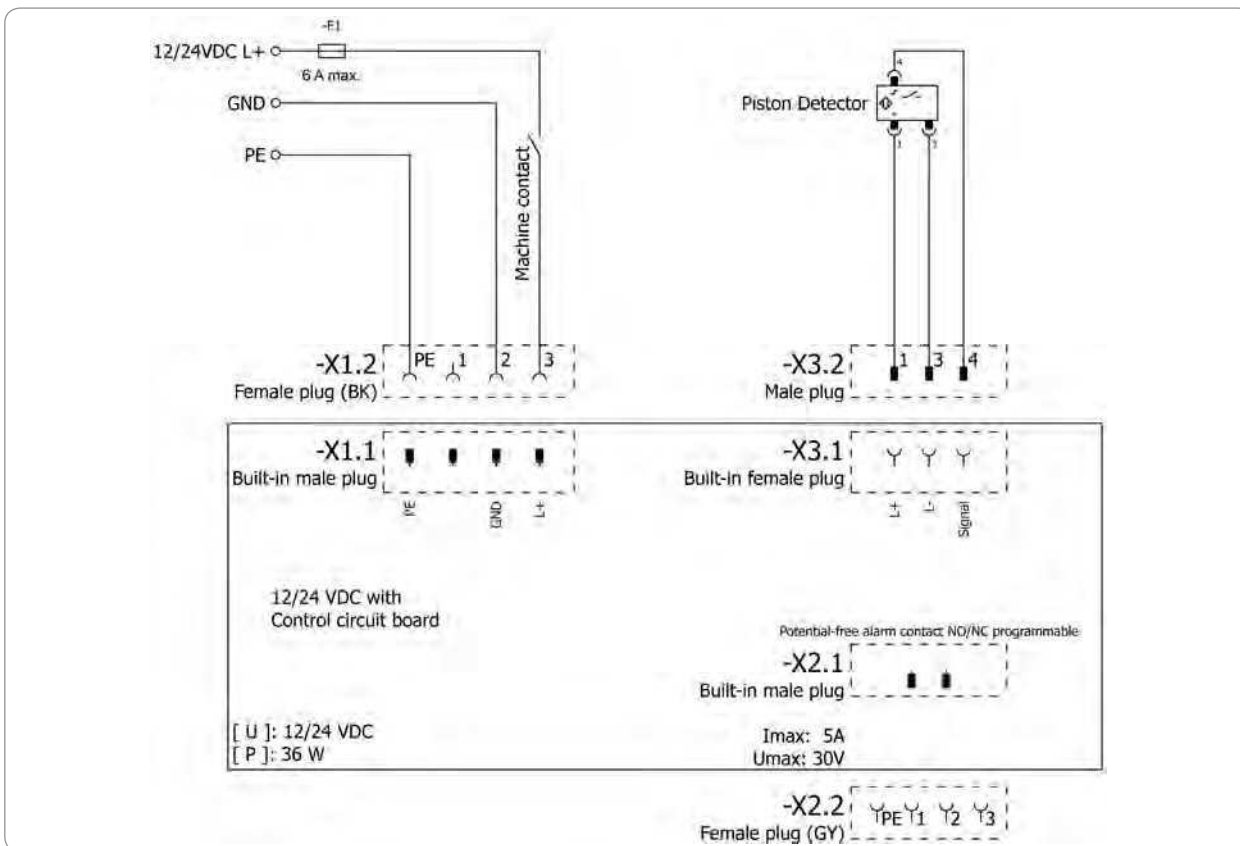 -F1
12/24VDC L+
6 A max.
GND
PE
Machine contact
Piston Detector
4
1
3
-X1.2
PE 1 2 3
Female plug (BK)
-X3.2
1 3 4
Male plug
-X1.1
Built-in male plug
PE
GND
L+
-X3.1
Built-in female plug
L+
L-
Signal
12/24 VDC with
Control circuit board
Potential-free alarm contact NO/NC programmable
-X2.1
Built-in male plug
[ U ]: 12/24 VDC
[ P ]: 36 W
Imax: 5A
Umax: 30V
-X2.2
PE 1 2 3
Female plug (GY)